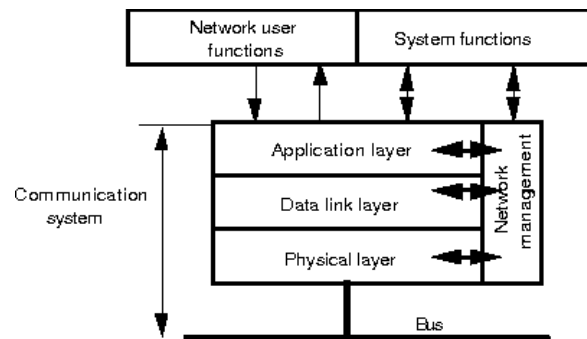 Network user
functions
System functions
Application layer
Data link layer
Physical layer
Network
management
Communication
system
Bus